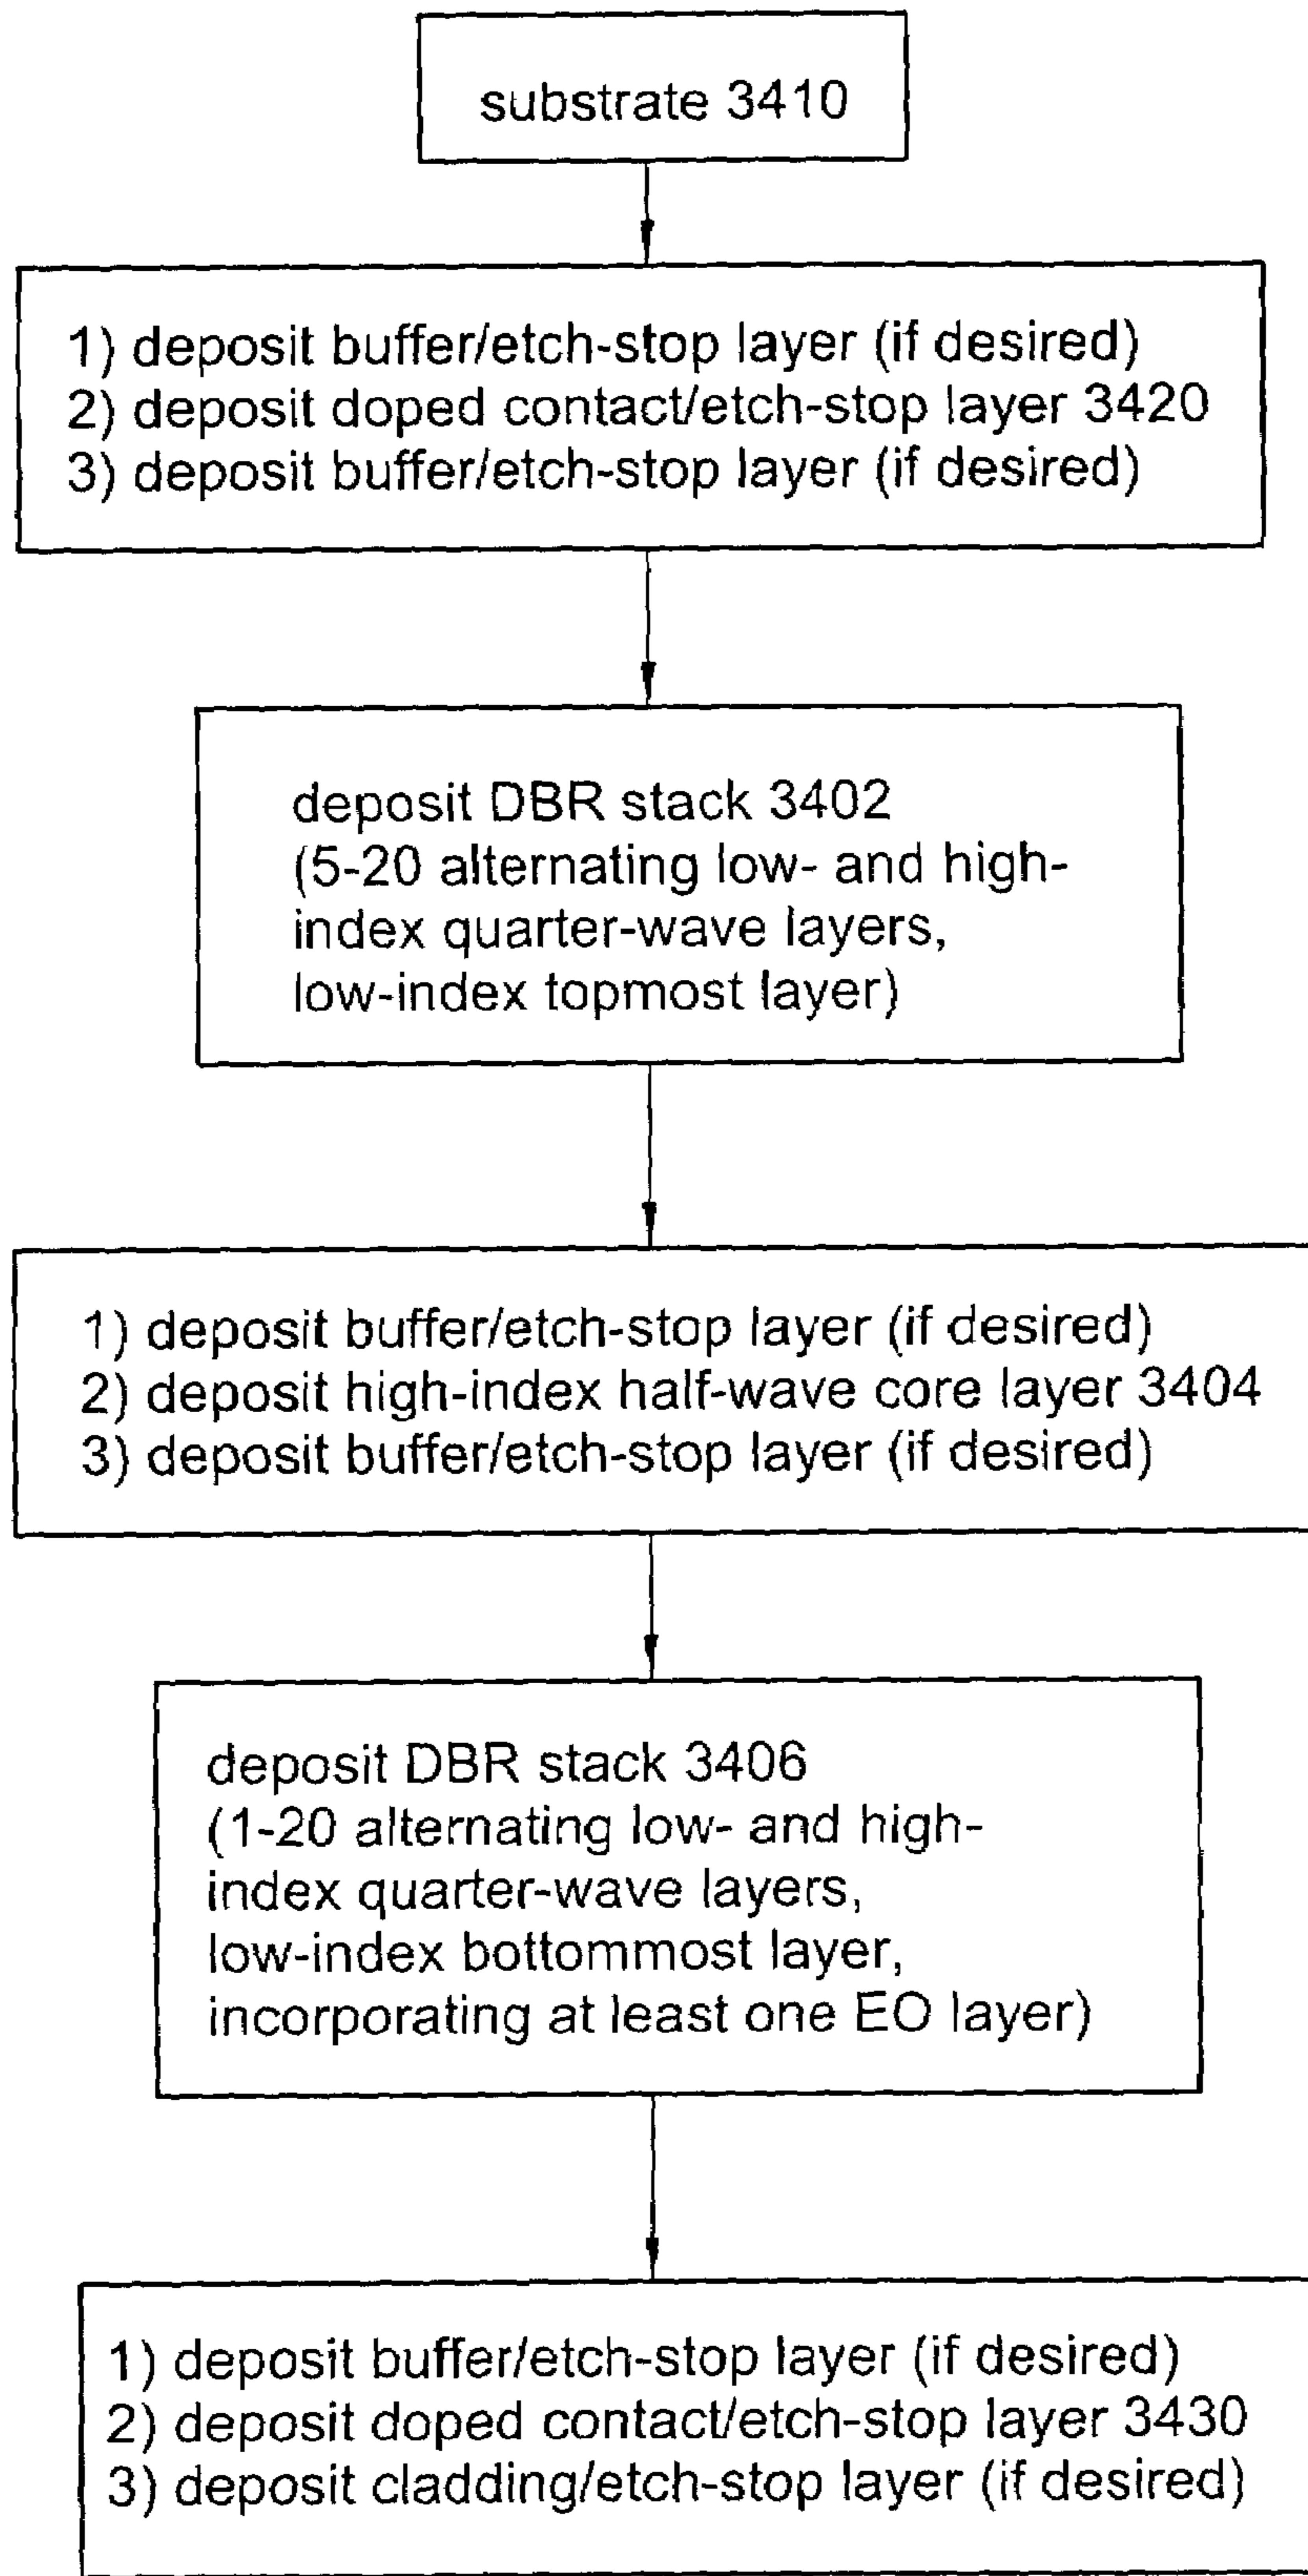 substrate 3410
1) deposit buffer/etch-stop layer (if desired)
2) deposit doped contact/etch-stop layer 3420
3) deposit buffer/etch-stop layer (if desired)
deposit DBR stack 3402
(5-20 alternating low- and high-
index quarter-wave layers,
low-index topmost layer)
1) deposit buffer/etch-stop layer (if desired)
2) deposit high-index half-wave core layer 3404
3) deposit buffer/etch-stop layer (if desired)
deposit DBR stack 3406
(1-20 alternating low- and high-
index quarter-wave layers,
low-index bottommost layer,
incorporating at least one EO layer)
1) deposit buffer/etch-stop layer (if desired)
2) deposit doped contact/etch-stop layer 3430
3) deposit cladding/etch-stop layer (if desired)